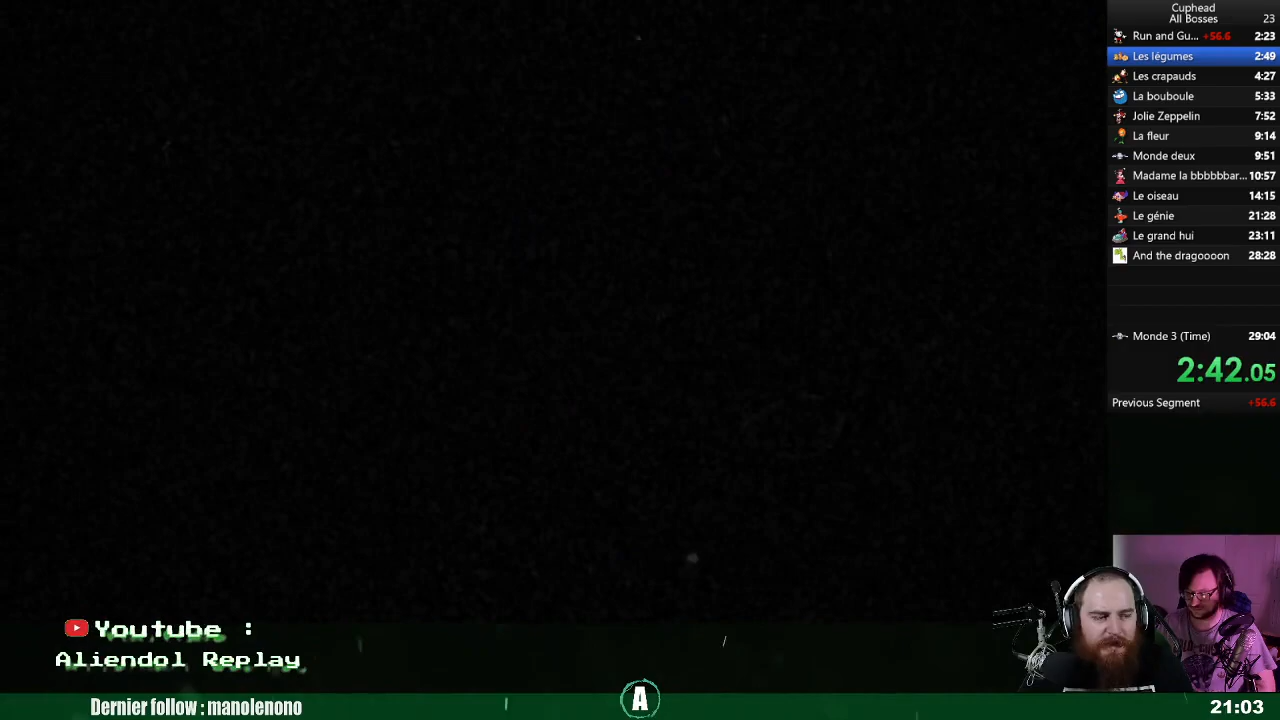 Cuphead
All Bosses 23
Run and Gu... +56.6 2:23
Les légumes 2:49
Les crapauds 4:27
La bouboule 5:33
Jolie Zeppelin 7:52
La fleur 9:14
Monde deux 9:51
Madame la bbbbbbar... 10:57
Le oiseau 14:15
Le génie 21:28
Le grand hui 23:11
And the dragoooon 28:28
Monde 3 (Time) 29:04
2:42.05
Previous Segment +56.6
Youtube :
Aliendol Replay
Dernier follow : manolenono
A
21:03